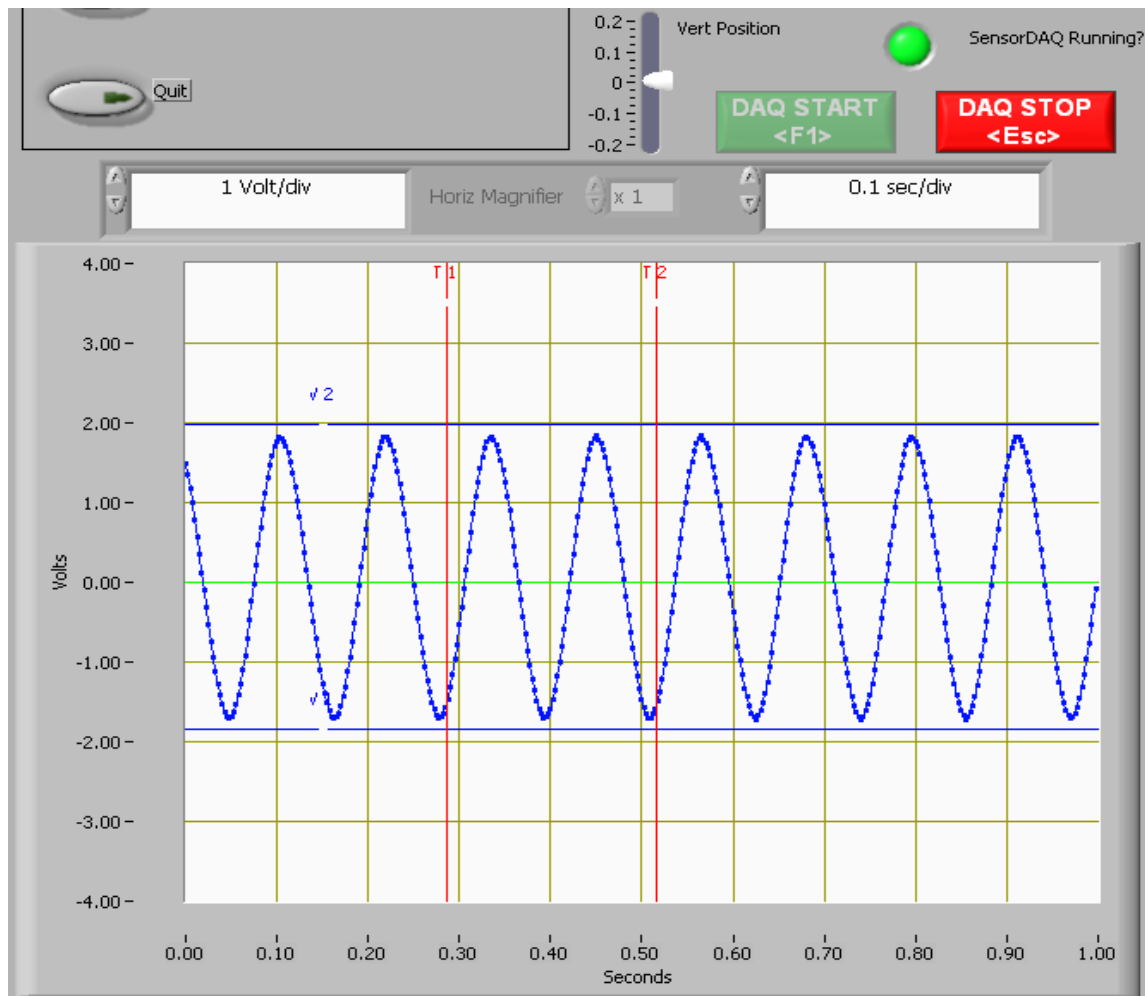 0.2
Vert Position
SensorDAQ Running?
0.1
0
Quit
-0.1
-0.2
DAQ START
<F1>
DAQ STOP
<Esc>
1 Volt/div
Horiz Magnifier
x 1
0.1 sec/div
4.00
T 1
T 2
3.00
V 2
2.00
1.00
Volts
0.00
-1.00
-2.00
-3.00
-4.00
0.00 0.10 0.20 0.30 0.40 0.50 0.60 0.70 0.80 0.90 1.00
Seconds